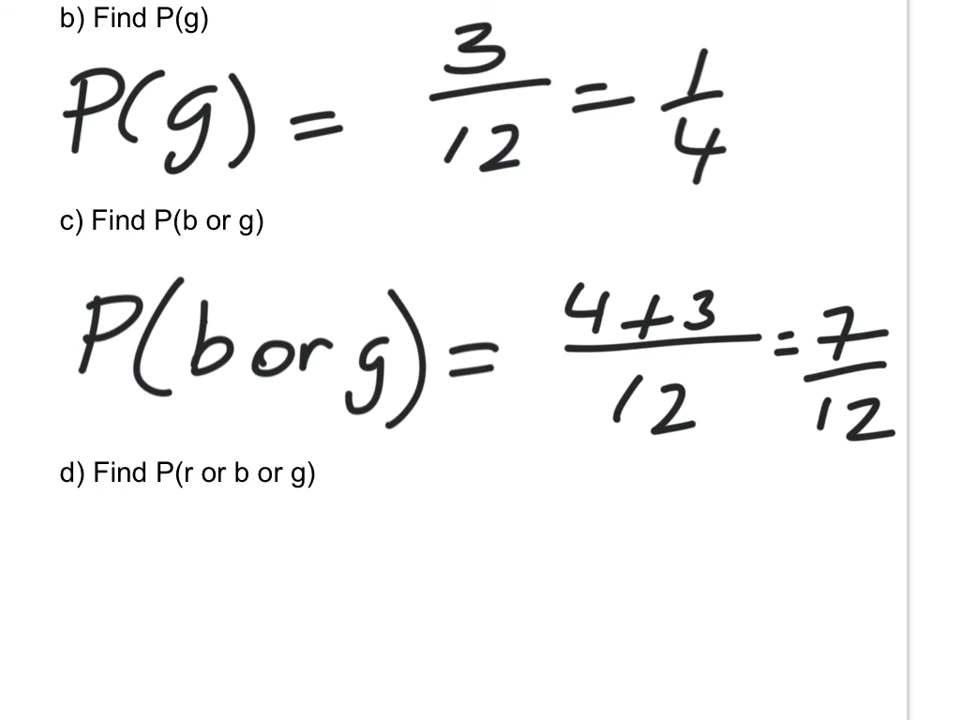 b) Find P(g)
P(g) = 3/12 = 1/4
c) Find P(b or g)
P(b or g) = 4+3/12 = 7/12
d) Find P(r or b or g)